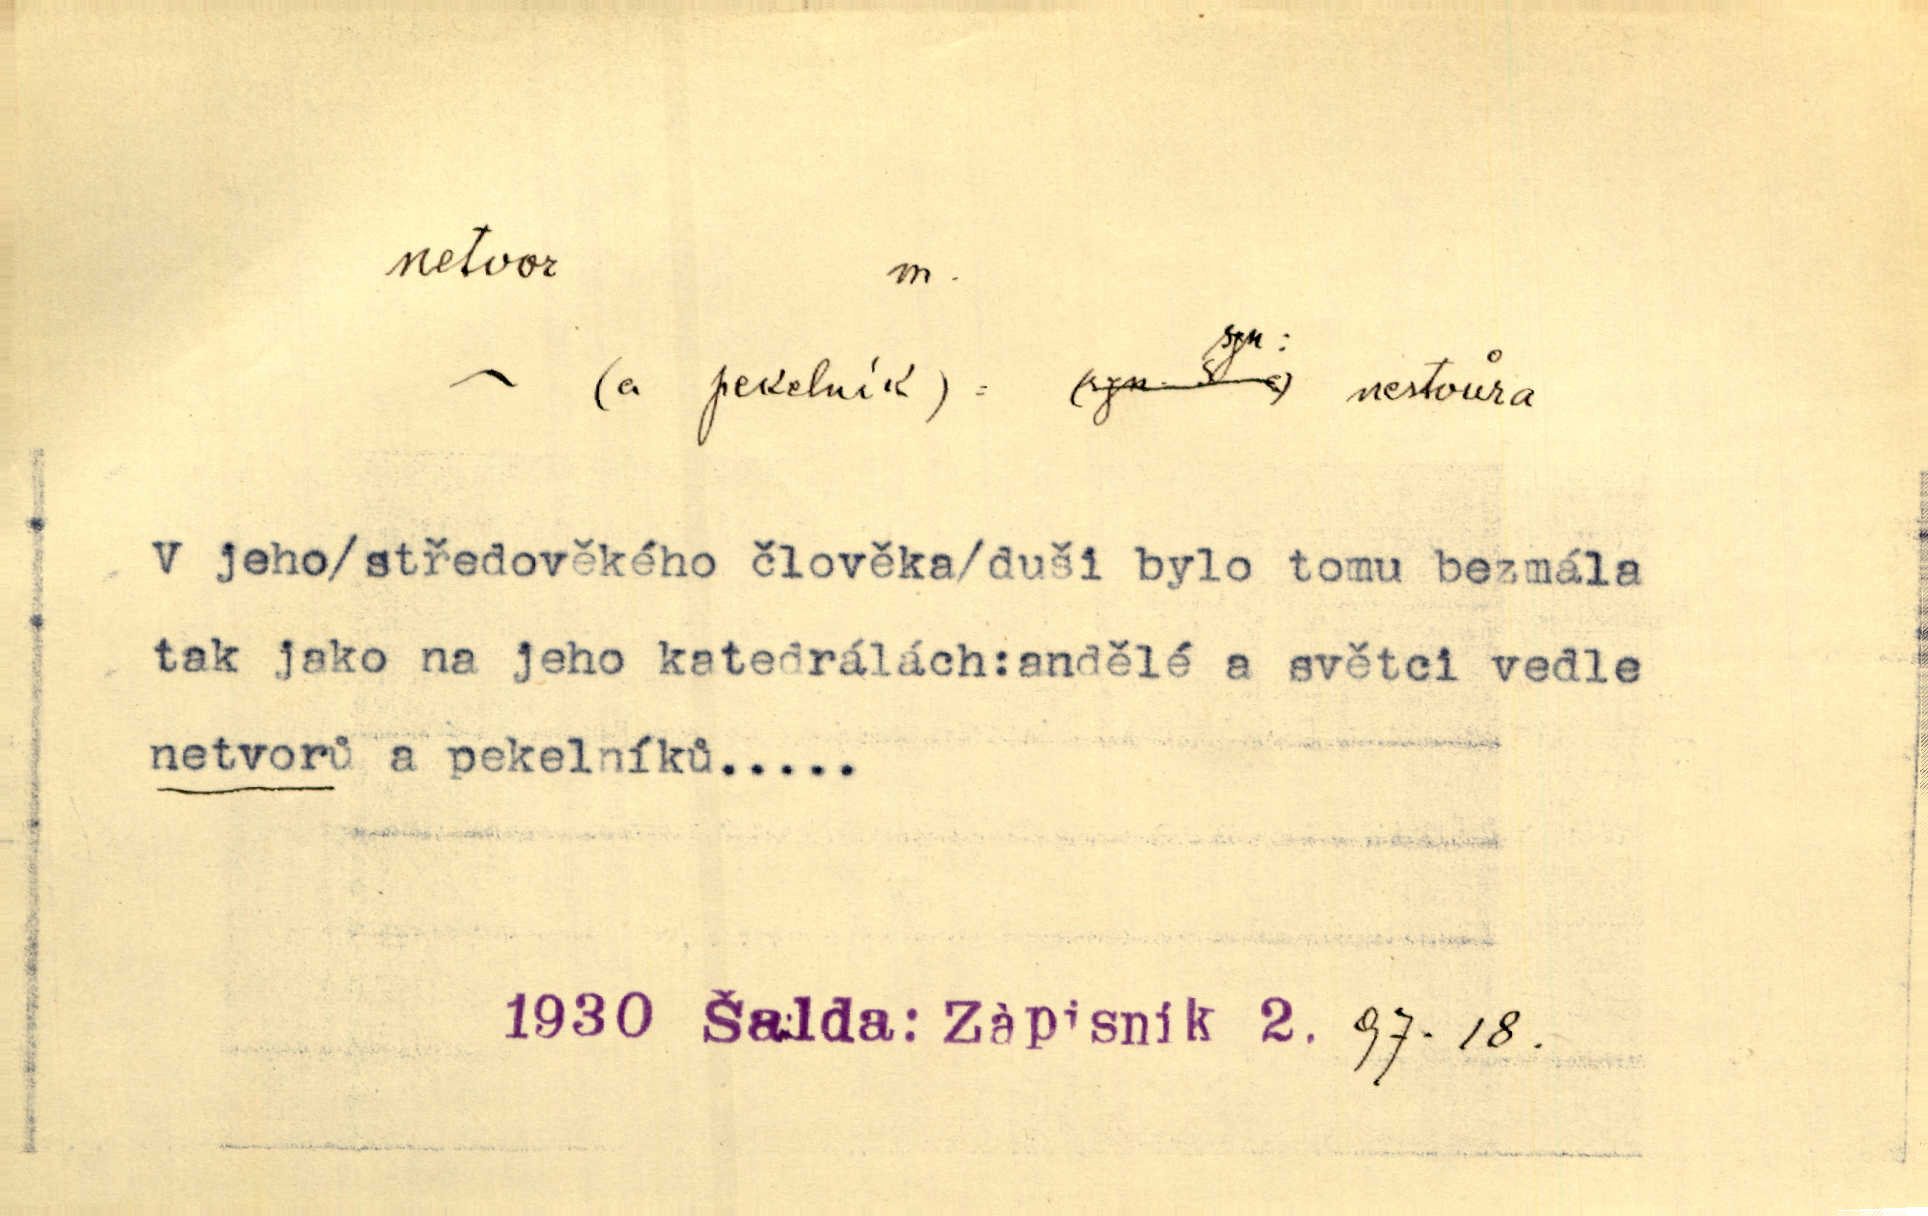 netvor m.
~ (a pekelník) = syn: nestvůra
V jeho/středověkého člověka/duši bylo tomu bezmála
tak jako na jeho katedrálách:andělé a světci vedle
netvorů a pekelníků.....
1930 Šalda: Zápisník 2. 97-18.